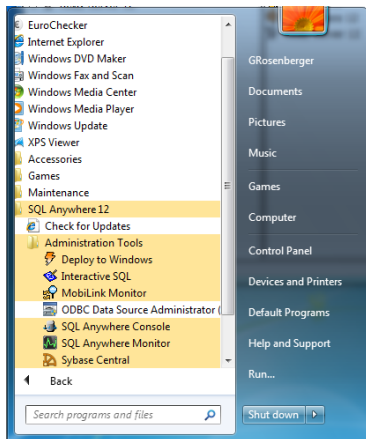 EuroChecker
Internet Explorer
Windows DVD Maker
Windows Fax and Scan
Windows Media Center
Windows Media Player
Windows Update
XPS Viewer
Accessories
Games
Maintenance
SQL Anywhere 12
Check for Updates
Administration Tools
Deploy to Windows
Interactive SQL
MobiLink Monitor
ODBC Data Source Administrator (
SQL Anywhere Console
SQL Anywhere Monitor
Sybase Central
Back
Search programs and files
GRosenberger
Documents
Pictures
Music
Games
Computer
Control Panel
Devices and Printers
Default Programs
Help and Support
Run...
Shut down